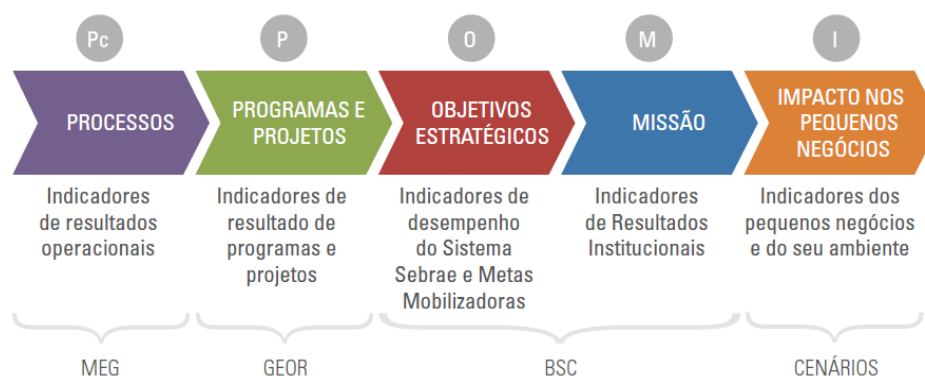 Pc
P
O
M
I
PROCESSOS
PROGRAMAS E
PROJETOS
OBJETIVOS
ESTRATÉGICOS
MISSÃO
IMPACTO NOS
PEQUENOS
NEGÓCIOS
Indicadores
de resultados
operacionais
Indicadores de
resultado de
programas e
projetos
Indicadores de
desempenho
do Sistema
Sebrae e Metas
Mobilizadoras
Indicadores
de Resultados
Institucionais
Indicadores dos
pequenos negócios
e do seu ambiente
MEG
GEOR
BSC
CENÁRIOS